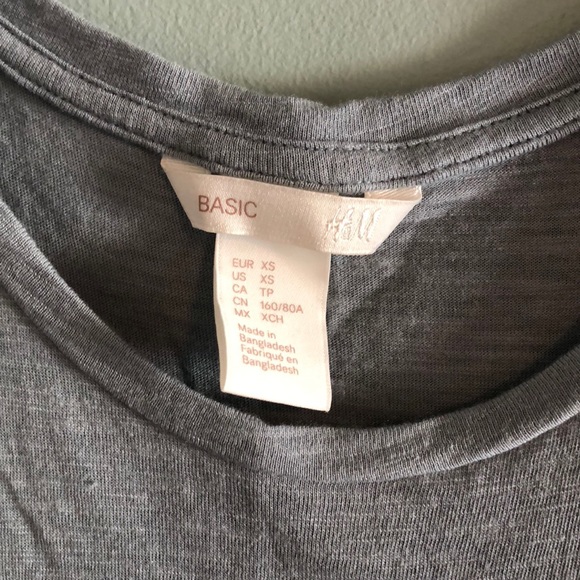 BASIC
H&M
EUR XS
US XS
CA TP
CN 160/80A
MX XCH
Made in
Bangladesh
Fabriqué en
Bangladesh